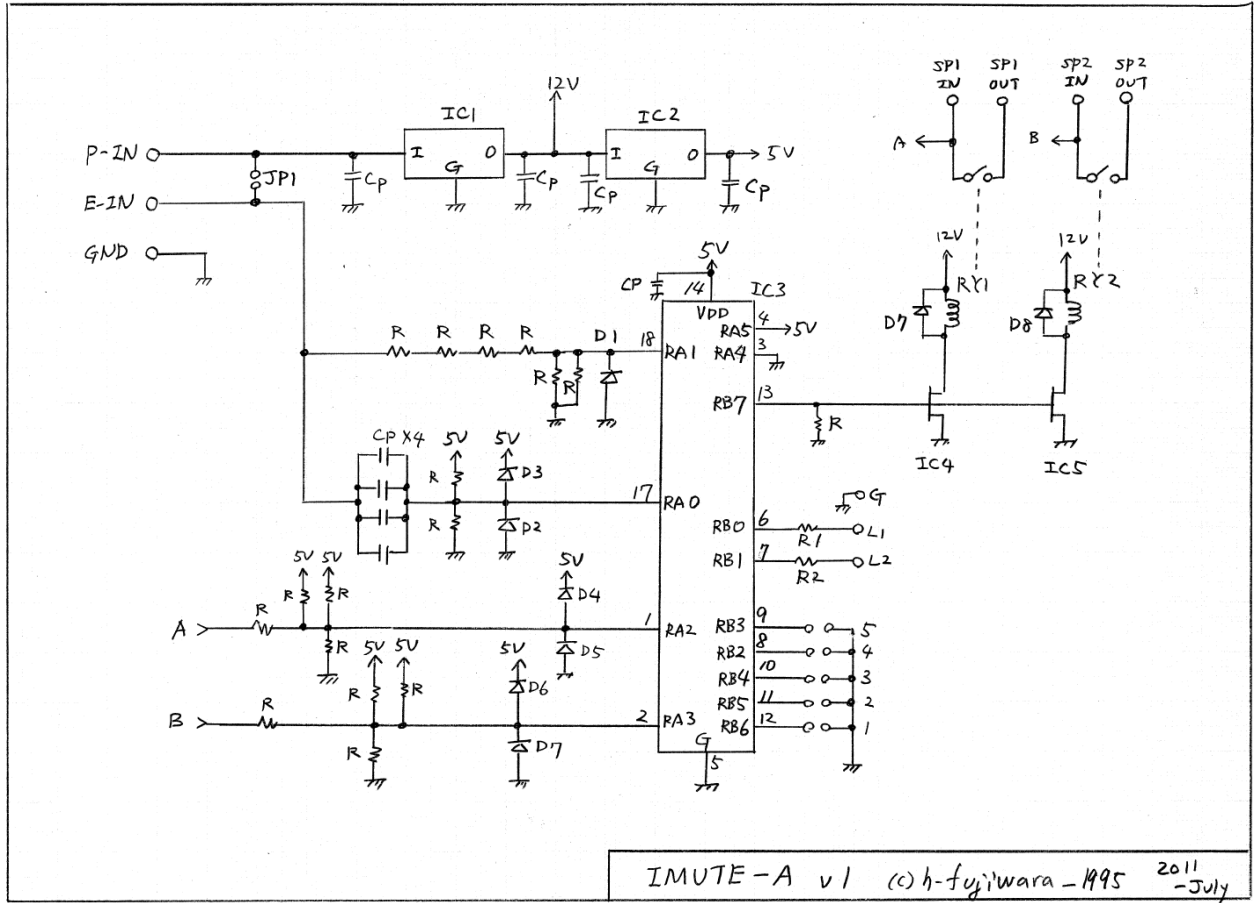 SP1 IN
SP1 OUT
SP2 IN
SP2 OUT
A
B
12V
IC1
IC2
P-IN
I
O
G
I
O
G
5V
JP1
CP
CP
CP
CP
E-IN
GND
12V
12V
RY1
RY2
D7
D8
5V
CP
14
IC3
VDD
RA5
4
5V
R
R
R
R
D1
18
RA1
RA4
3
R
R
RB7
13
R
IC4
IC5
CP X4
5V
5V
R
D3
17
RA0
R
D2
G
RB0
6
R1
L1
RB1
7
R2
L2
5V
5V
5V
R
R
R
D4
A
1
RA2
R
D5
RB3
9
5
RB2
8
4
RB4
10
3
RB5
11
2
RB6
12
1
5V
5V
5V
R
R
R
D6
B
2
RA3
R
D7
G
5
IMUTE-A v1 (c) h-fujiwara-1995 2011-July